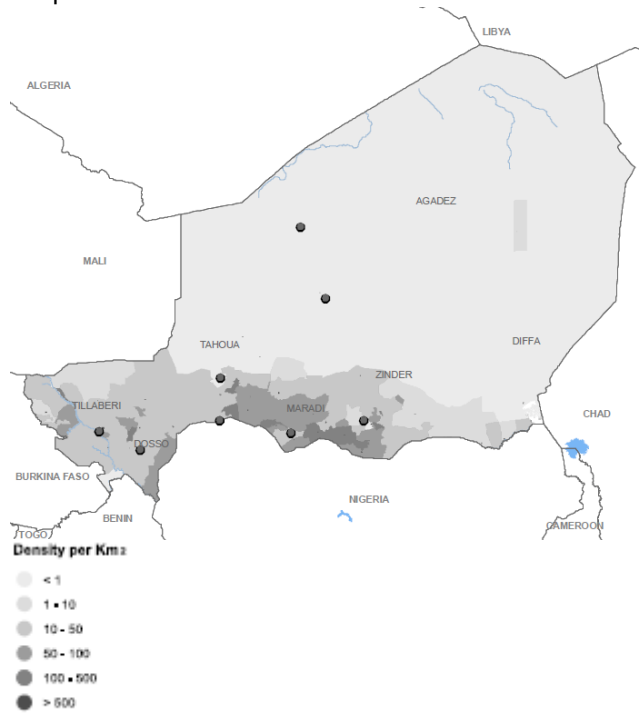 LIBYA
ALGERIA
AGADEZ
MALI
DIFFA
TAHOUA
ZINDER
TILLABERI
MARADI
CHAD
DOSSO
BURKINA FASO
NIGERIA
BENIN
CAMEROON
TOGO
Density per Km2
< 1
1 - 10
10 - 50
50 - 100
100 - 500
> 500